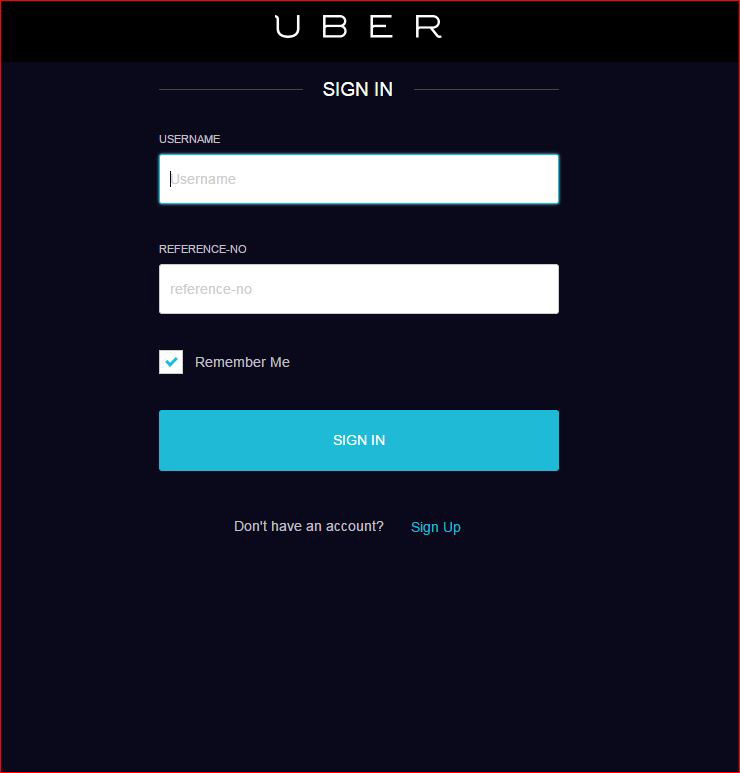 UBER
SIGN IN
USERNAME
Username
REFERENCE-NO
reference-no
Remember Me
SIGN IN
Don't have an account? Sign Up